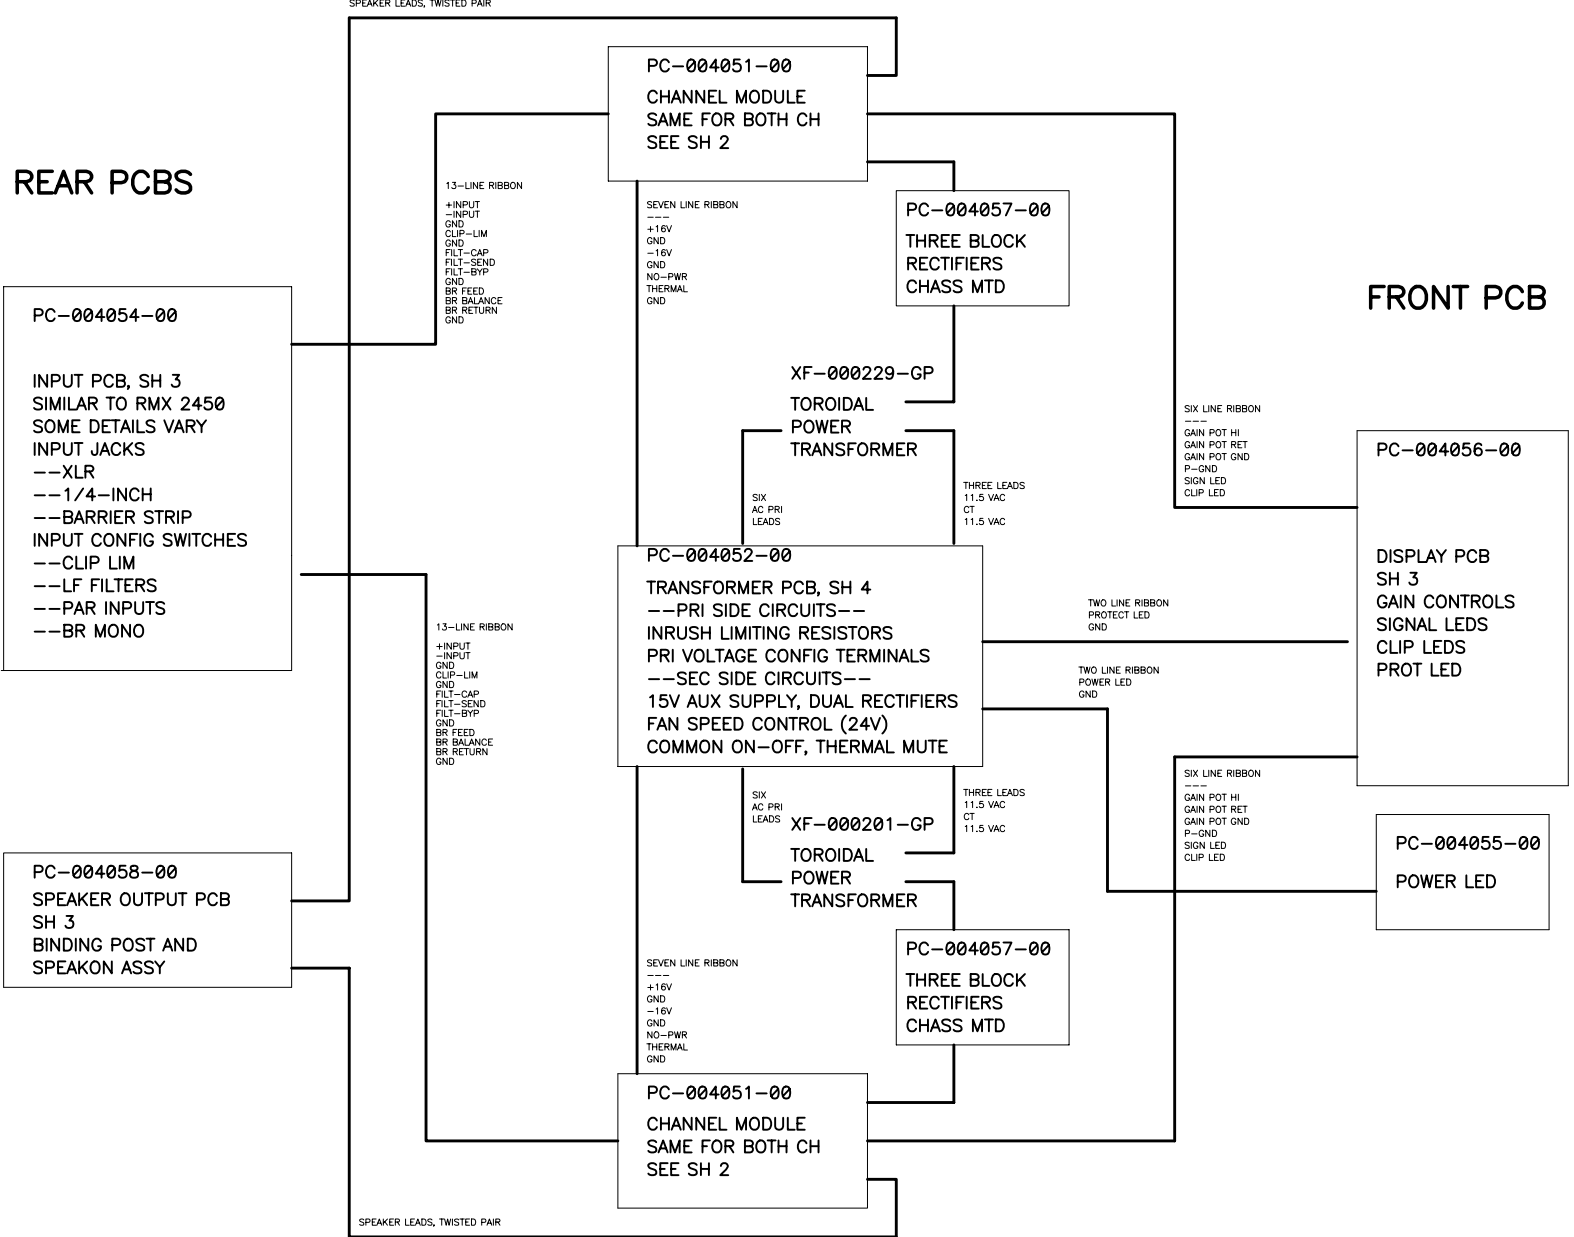 SPEAKER LEADS, TWISTED PAIR
PC-004051-00
CHANNEL MODULE
SAME FOR BOTH CH
SEE SH 2
REAR PCBS
13-LINE RIBBON
+INPUT
-INPUT
GND
CLIP-LIM
GND
FILT-CAP
FILT-SEND
FILT-BYP
GND
BR FEED
BR BALANCE
BR RETURN
GND
SEVEN LINE RIBBON
---
+16V
GND
-16V
GND
NO-PWR
THERMAL
GND
PC-004057-00
THREE BLOCK
RECTIFIERS
CHASS MTD
FRONT PCB
PC-004054-00
INPUT PCB, SH 3
SIMILAR TO RMX 2450
SOME DETAILS VARY
INPUT JACKS
--XLR
--1/4-INCH
--BARRIER STRIP
INPUT CONFIG SWITCHES
--CLIP LIM
--LF FILTERS
--PAR INPUTS
--BR MONO
XF-000229-GP
TOROIDAL
POWER
TRANSFORMER
SIX
AC PRI
LEADS
THREE LEADS
11.5 VAC
CT
11.5 VAC
SIX LINE RIBBON
---
GAIN POT HI
GAIN POT RET
GAIN POT GND
P-GND
SIGN LED
CLIP LED
PC-004056-00
DISPLAY PCB
SH 3
GAIN CONTROLS
SIGNAL LEDS
CLIP LEDS
PROT LED
PC-004052-00
TRANSFORMER PCB, SH 4
--PRI SIDE CIRCUITS--
INRUSH LIMITING RESISTORS
PRI VOLTAGE CONFIG TERMINALS
--SEC SIDE CIRCUITS--
15V AUX SUPPLY, DUAL RECTIFIERS
FAN SPEED CONTROL (24V)
COMMON ON-OFF, THERMAL MUTE
TWO LINE RIBBON
PROTECT LED
GND
TWO LINE RIBBON
POWER LED
GND
13-LINE RIBBON
+INPUT
-INPUT
GND
CLIP-LIM
GND
FILT-CAP
FILT-SEND
FILT-BYP
GND
BR FEED
BR BALANCE
BR RETURN
GND
SIX
AC PRI
LEADS
THREE LEADS
11.5 VAC
CT
11.5 VAC
XF-000201-GP
TOROIDAL
POWER
TRANSFORMER
SIX LINE RIBBON
---
GAIN POT HI
GAIN POT RET
GAIN POT GND
P-GND
SIGN LED
CLIP LED
PC-004055-00
POWER LED
PC-004058-00
SPEAKER OUTPUT PCB
SH 3
BINDING POST AND
SPEAKON ASSY
PC-004057-00
THREE BLOCK
RECTIFIERS
CHASS MTD
SEVEN LINE RIBBON
---
+16V
GND
-16V
GND
NO-PWR
THERMAL
GND
PC-004051-00
CHANNEL MODULE
SAME FOR BOTH CH
SEE SH 2
SPEAKER LEADS, TWISTED PAIR